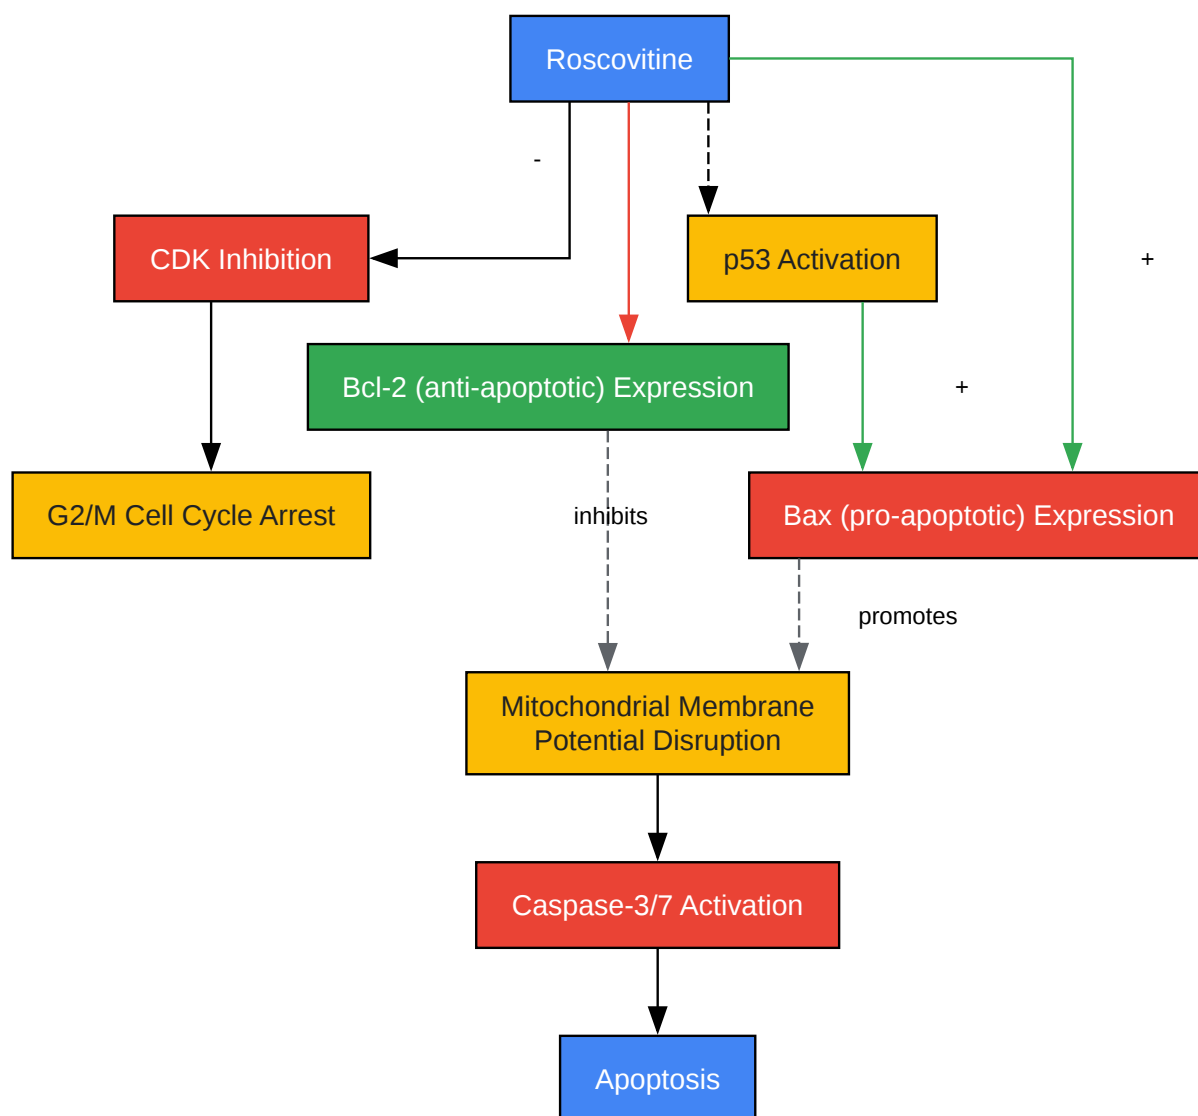 Roscovitine
-
CDK Inhibition
p53 Activation
+
Bcl-2 (anti-apoptotic) Expression
+
G2/M Cell Cycle Arrest
inhibits
Bax (pro-apoptotic) Expression
promotes
Mitochondrial Membrane
Potential Disruption
Caspase-3/7 Activation
Apoptosis